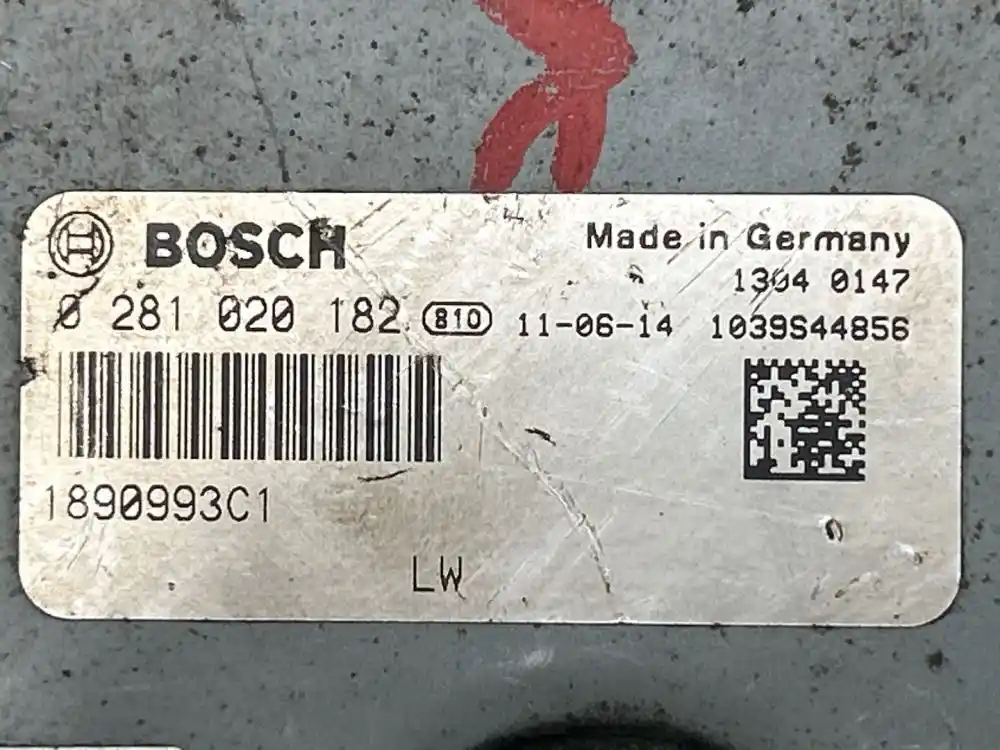 BOSCH
Made in Germany
1304 0147
0 281 020 182 810 11-06-14 1039S44856
1890993C1
LW